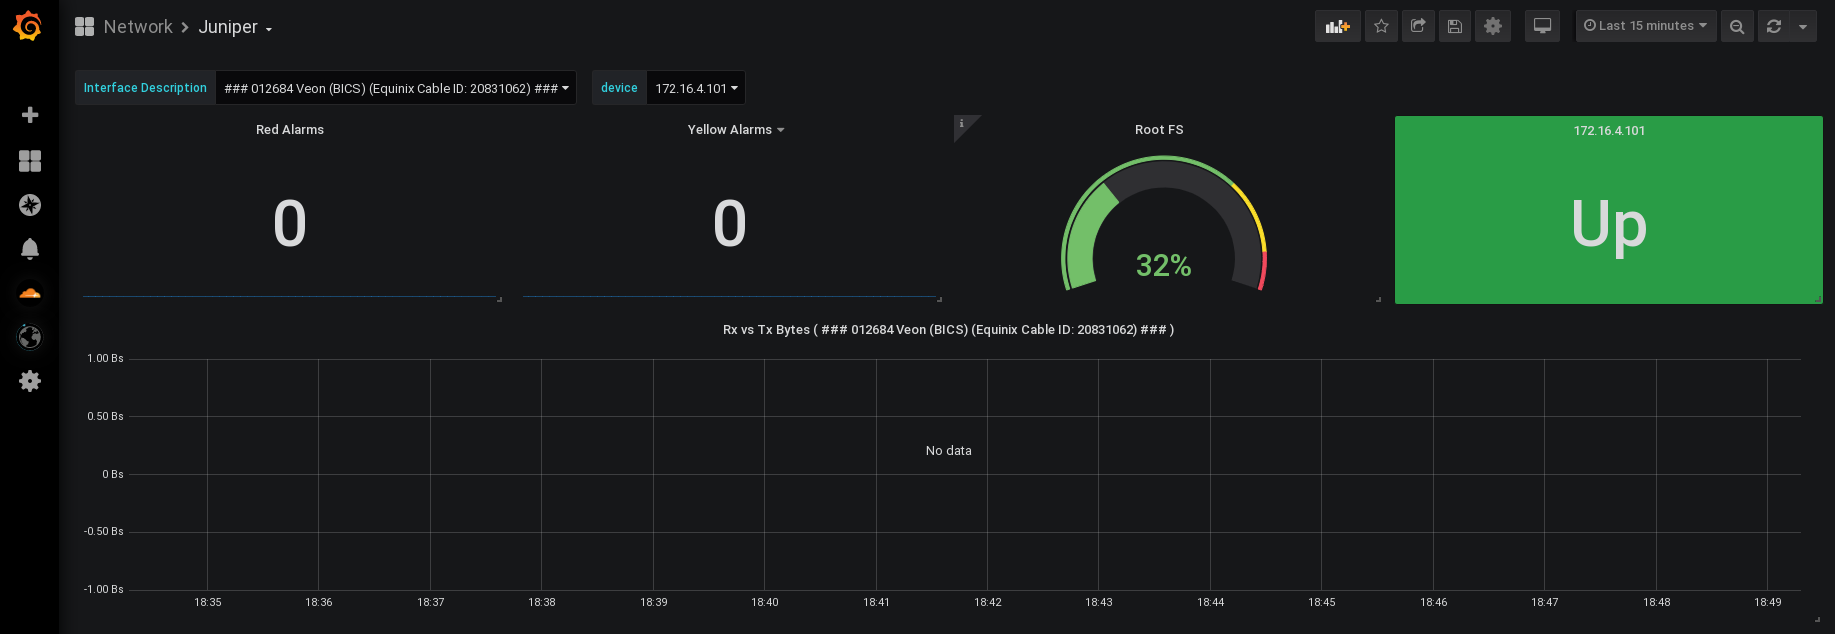 Network > Juniper
Last 15 minutes
Interface Description ### 012684 Veon (BICS) (Equinix Cable ID: 20831062) ### device 172.16.4.101
Red Alarms Yellow Alarms i Root FS 172.16.4.101
0 0 32% Up
Rx vs Tx Bytes ( ### 012684 Veon (BICS) (Equinix Cable ID: 20831062) ### )
1.00 Bs
0.50 Bs
No data
0 Bs
-0.50 Bs
-1.00 Bs
18:35 18:36 18:37 18:38 18:39 18:40 18:41 18:42 18:43 18:44 18:45 18:46 18:47 18:48 18:49